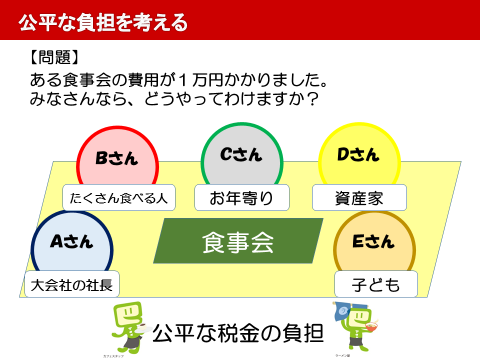 公平な負担を考える
【問題】
ある食事会の費用が１万円かかりました。
みなさんなら、どうやってわけますか？
Bさん
Cさん
Dさん
たくさん食べる人
お年寄り
資産家
Aさん
食事会
Eさん
大会社の社長
子ども
公平な税金の負担